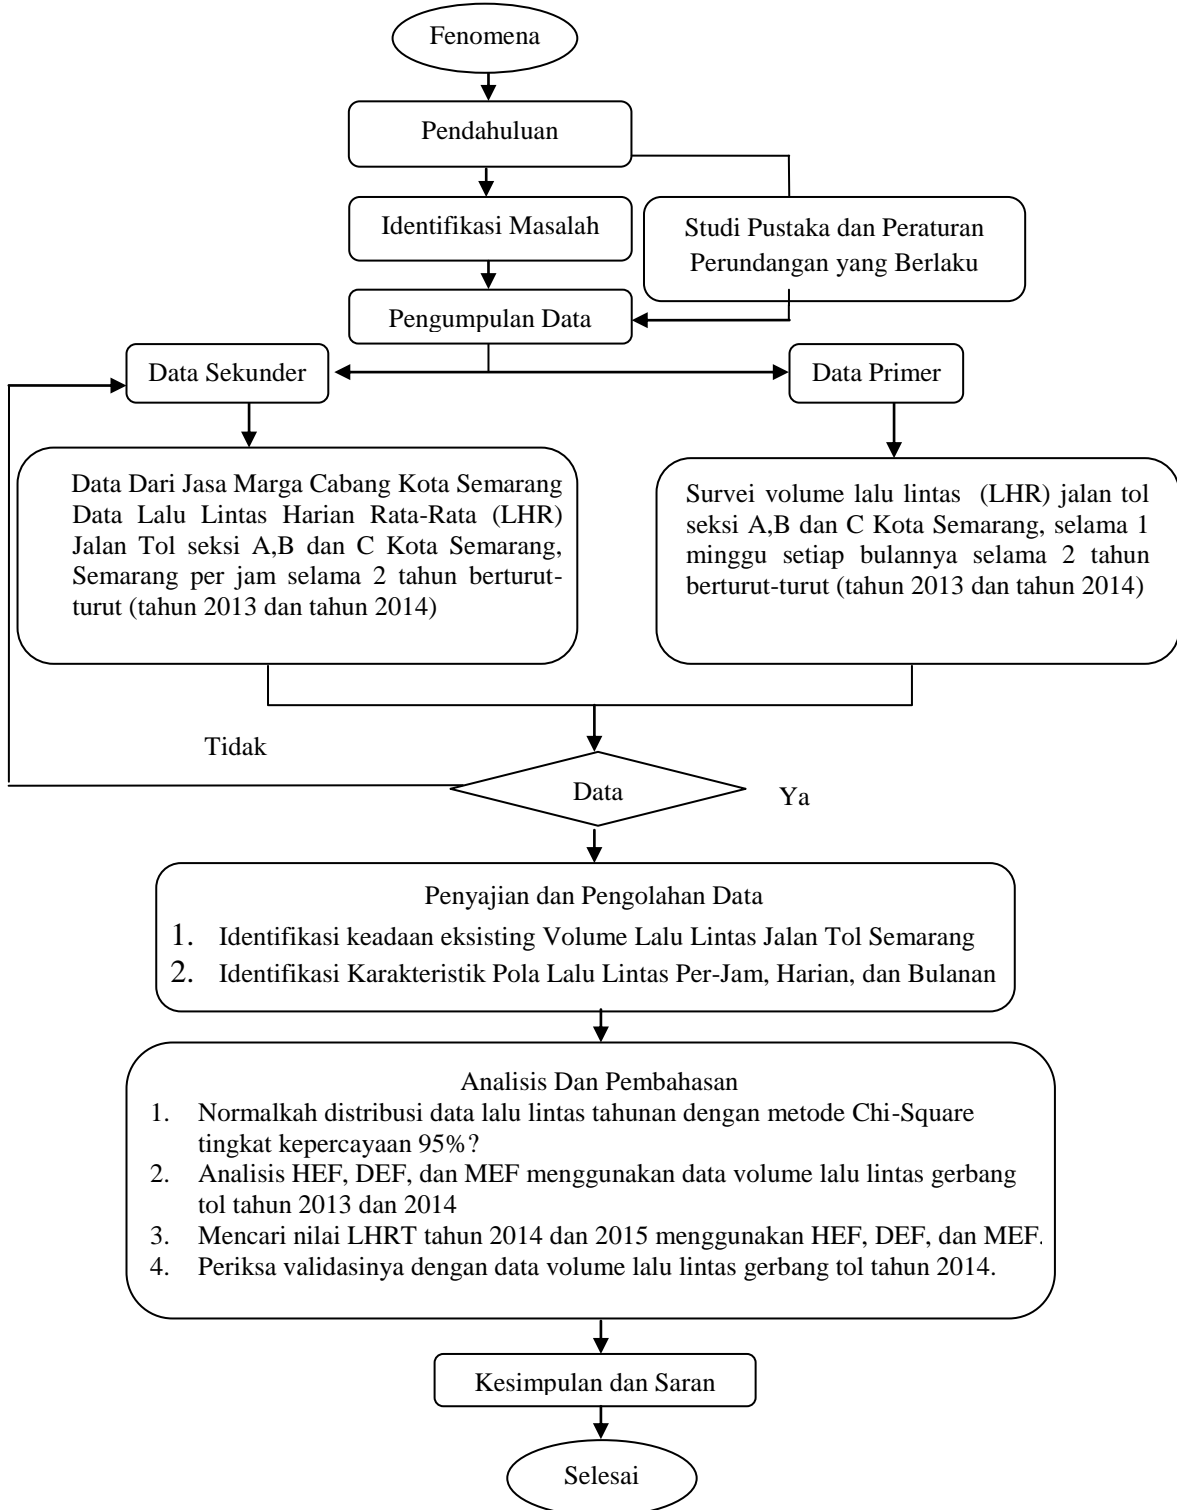 Fenomena
Pendahuluan
Identifikasi Masalah
Studi Pustaka dan Peraturan
Perundangan yang Berlaku
Pengumpulan Data
Data Sekunder
Data Primer
Data Dari Jasa Marga Cabang Kota Semarang
Data Lalu Lintas Harian Rata-Rata (LHR)
Jalan Tol seksi A,B dan C Kota Semarang,
Semarang per jam selama 2 tahun berturut-
turut (tahun 2013 dan tahun 2014)
Survei volume lalu lintas (LHR) jalan tol
seksi A,B dan C Kota Semarang, selama 1
minggu setiap bulannya selama 2 tahun
berturut-turut (tahun 2013 dan tahun 2014)
Tidak
Data
Ya
Penyajian dan Pengolahan Data
1. Identifikasi keadaan eksisting Volume Lalu Lintas Jalan Tol Semarang
2. Identifikasi Karakteristik Pola Lalu Lintas Per-Jam, Harian, dan Bulanan
Analisis Dan Pembahasan
1. Normalkah distribusi data lalu lintas tahunan dengan metode Chi-Square
tingkat kepercayaan 95%?
2. Analisis HEF, DEF, dan MEF menggunakan data volume lalu lintas gerbang
tol tahun 2013 dan 2014
3. Mencari nilai LHRT tahun 2014 dan 2015 menggunakan HEF, DEF, dan MEF.
4. Periksa validasinya dengan data volume lalu lintas gerbang tol tahun 2014.
Kesimpulan dan Saran
Selesai